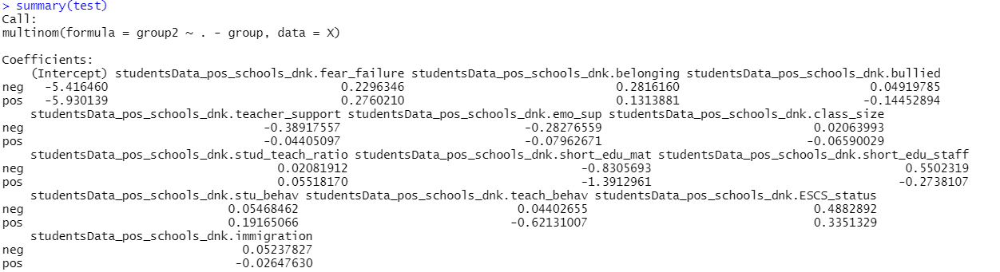 > summary(test)
Call:
multinom(formula = group2 ~ . - group, data = X)
Coefficients:
(Intercept) studentsData_pos_schools_dnk.fear_failure studentsData_pos_schools_dnk.belonging studentsData_pos_schools_dnk.bullied
neg -5.416460 0.2296346 0.2816160 0.04919785
pos -5.930139 0.2760210 0.1313881 -0.14452894
studentsData_pos_schools_dnk.teacher_support studentsData_pos_schools_dnk.emo_sup studentsData_pos_schools_dnk.class_size
neg -0.38917557 -0.28276559 0.02063993
pos -0.04405097 -0.07962671 -0.06590029
studentsData_pos_schools_dnk.stud_teach_ratio studentsData_pos_schools_dnk.short_edu_mat studentsData_pos_schools_dnk.short_edu_staff
neg 0.02081912 -0.8305693 0.5502319
pos 0.05518170 -1.3912961 -0.2738107
studentsData_pos_schools_dnk.stu_behav studentsData_pos_schools_dnk.teach_behav studentsData_pos_schools_dnk.ESCS_status
neg 0.05468462 0.04402655 0.4882892
pos 0.19165066 -0.62131007 0.3351329
studentsData_pos_schools_dnk.immigration
neg 0.05237827
pos -0.02647630